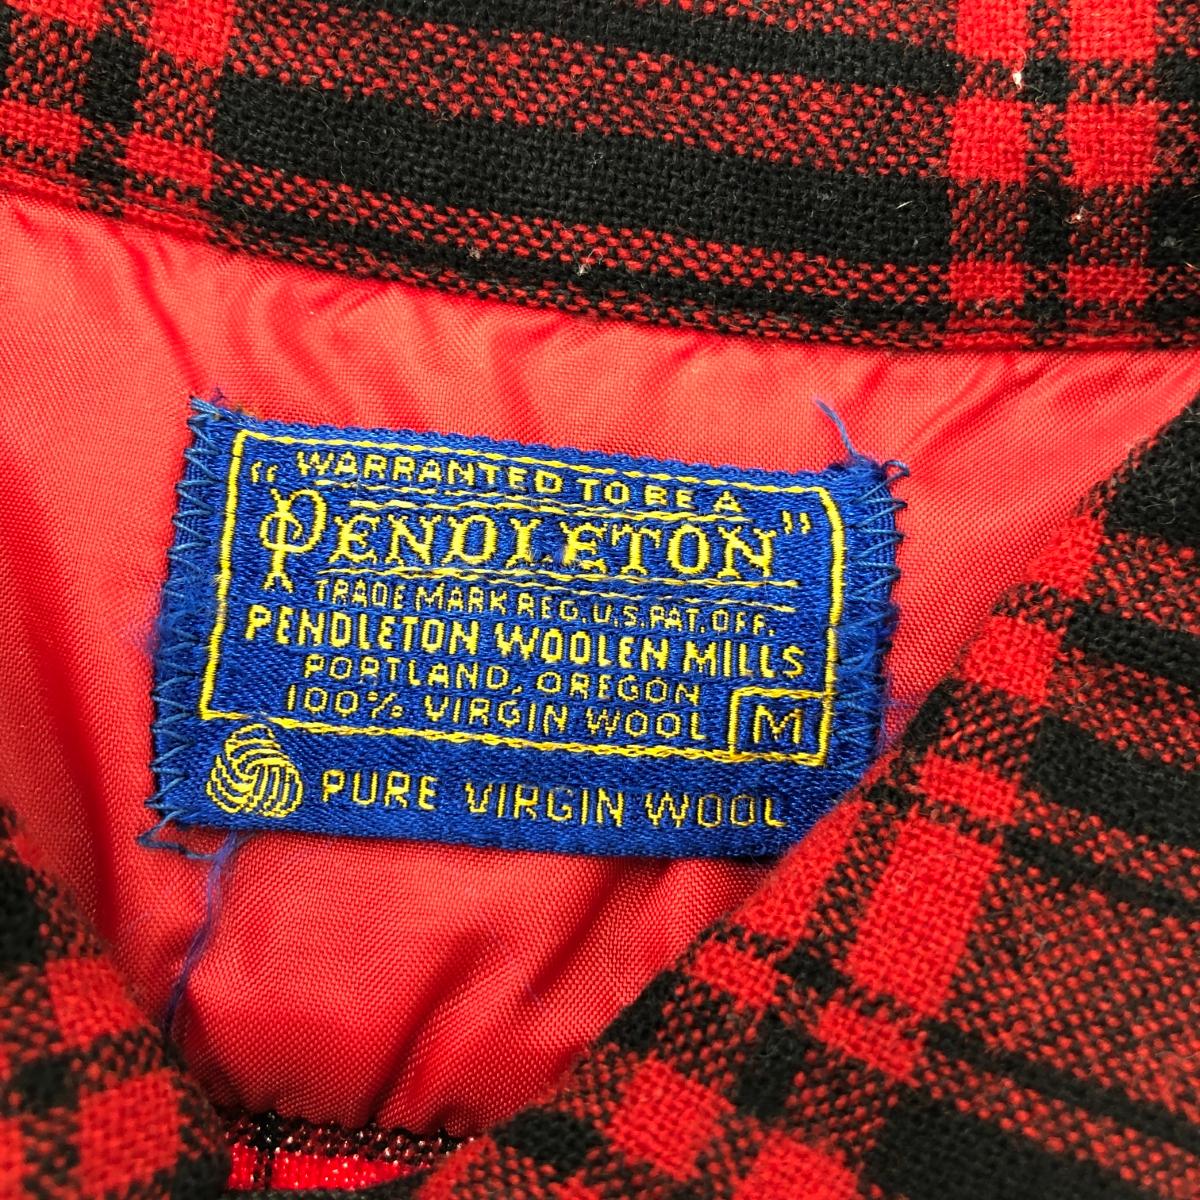 "WARRANTED TO BE A
PENDLETON"
TRADE MARK REG. U.S. PAT. OFF.
PENDLETON WOOLEN MILLS
PORTLAND, OREGON
100% VIRGIN WOOL M
PURE VIRGIN WOOL